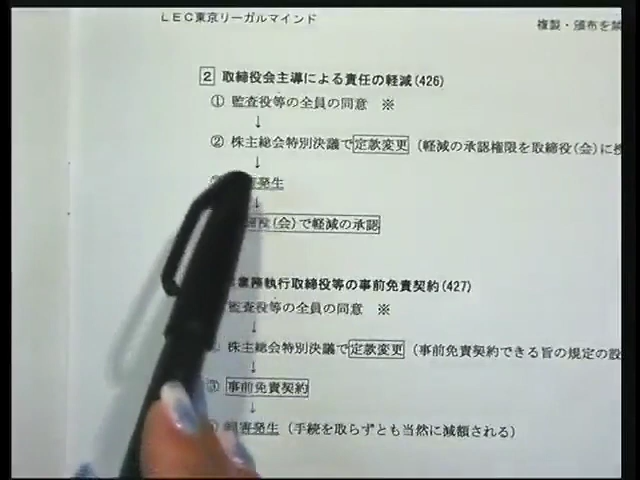 LEC東京リーガルマインド
複製・頒布を禁
2 取締役会主導による責任の軽減(426)
① 監査役等の全員の同意 ※
↓
② 株主総会特別決議で定款変更(軽減の承認権限を取締役(会)に
↓
発生
↓
役(会)で軽減の承認
業務執行取締役等の事前免責契約(427)
監査役等の全員の同意 ※
↓
株主総会特別決議で定款変更(事前免責契約できる旨の規定の設
↓
③ 事前免責契約
↓
損害発生(手続を取らずとも当然に減額される)